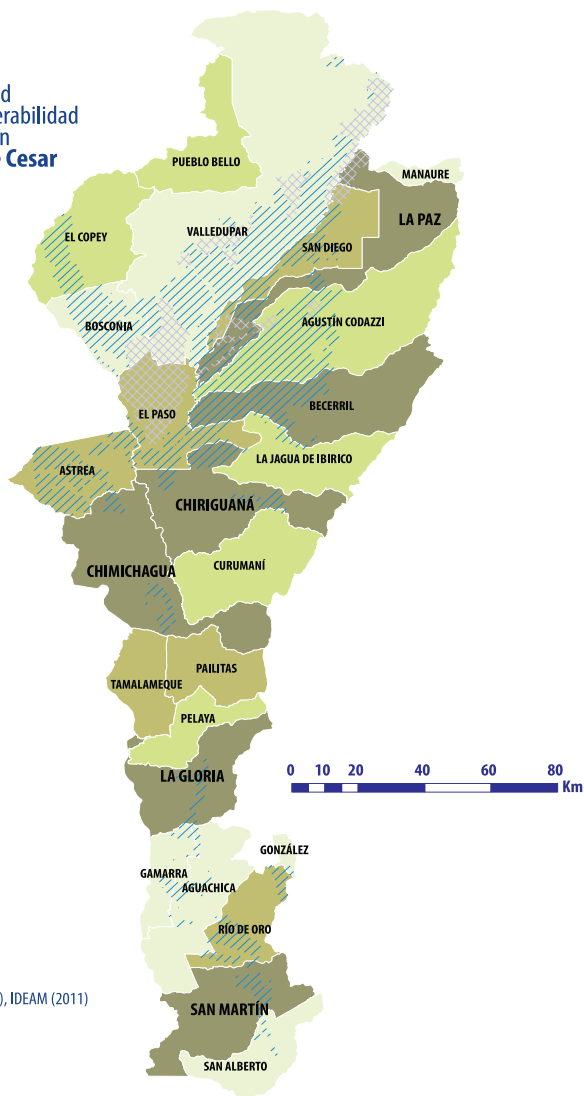 d
erabilidad
n
Cesar
PUEBLO BELLO
MANAURE
LA PAZ
EL COPEY
VALLEDUPAR
SAN DIEGO
BOSCONIA
AGUSTÍN CODAZZI
EL PASO
BECERRIL
LA JAGUA DE IBIRICO
ASTREA
CHIRIGUANÁ
CHIMICHAGUA
CURUMANÍ
PAILITAS
TAMALAMEQUE
PELAYA
LA GLORIA
0 10 20 40 60 80
Km
GONZÁLEZ
GAMARRA
AGUACHICA
RÍO DE ORO
), IDEAM (2011)
SAN MARTÍN
SAN ALBERTO